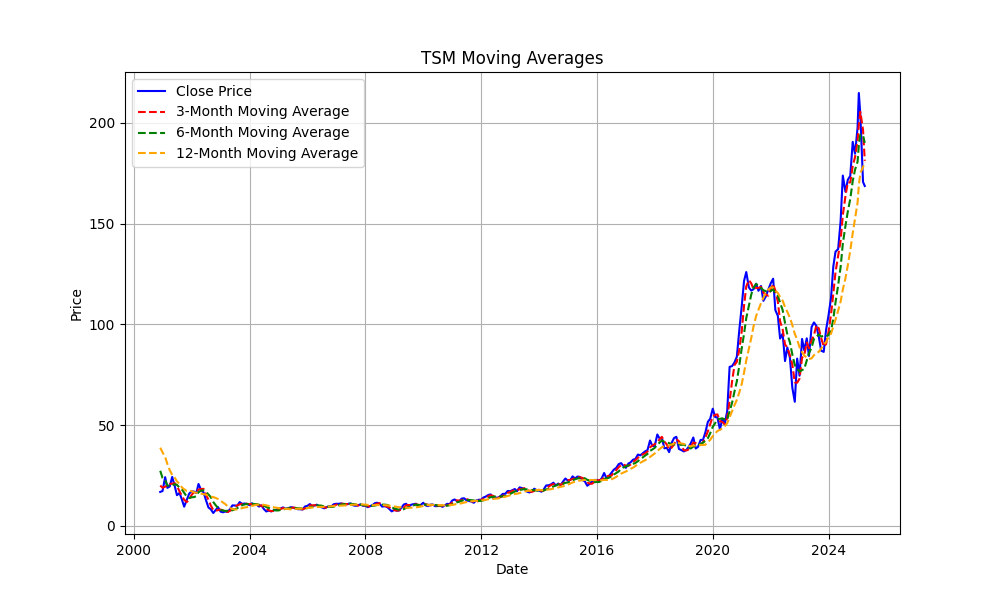 TSM Moving Averages
Close Price
3-Month Moving Average
6-Month Moving Average
12-Month Moving Average
200
150
100
50
0
Price
2000 2004 2008 2012 2016 2020 2024
Date